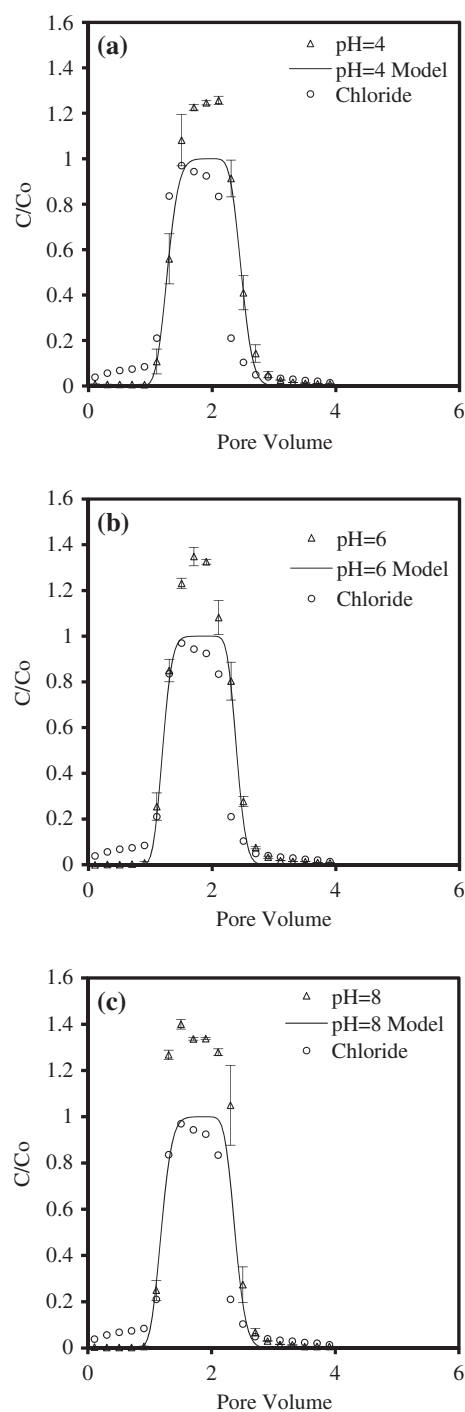 (a)
pH=4
pH=4 Model
Chloride
1.6
1.4
1.2
1
0.8
0.6
0.4
0.2
0
C/Co
0 2 4 6
Pore Volume
(b)
pH=6
pH=6 Model
Chloride
1.6
1.4
1.2
1
0.8
0.6
0.4
0.2
0
C/Co
0 2 4 6
Pore Volume
(c)
pH=8
pH=8 Model
Chloride
1.6
1.4
1.2
1
0.8
0.6
0.4
0.2
0
C/Co
0 2 4 6
Pore Volume